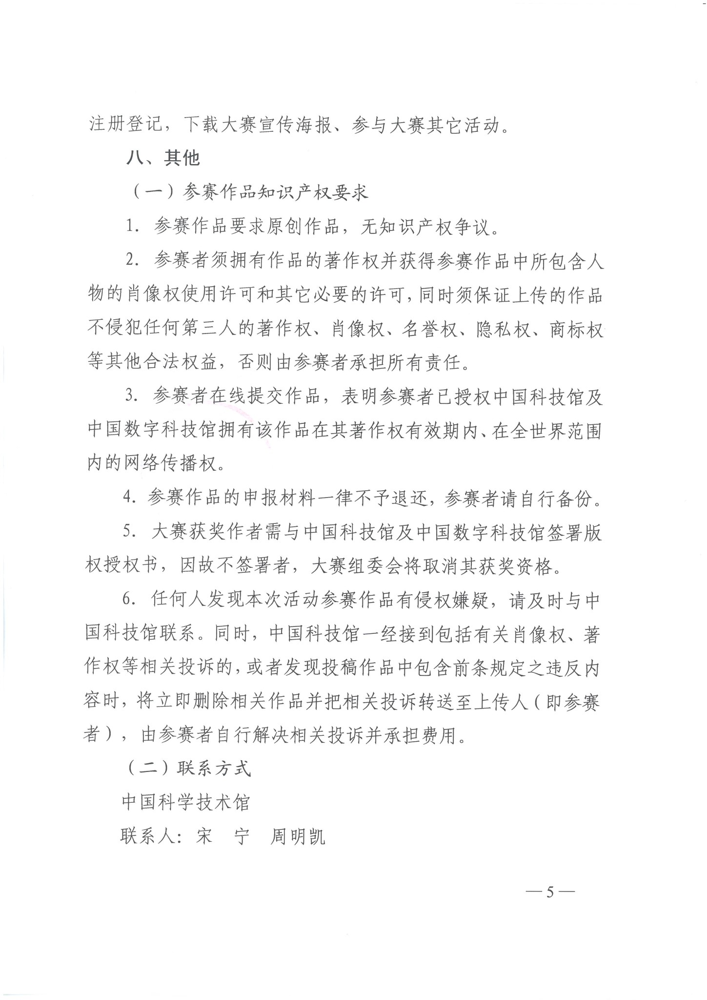 注册登记，下载大赛宣传海报、参与大赛其它活动。
八、其他
（一）参赛作品知识产权要求
1. 参赛作品要求原创作品，无知识产权争议。
2. 参赛者须拥有作品的著作权并获得参赛作品中所包含人
物的肖像权使用许可和其它必要的许可，同时须保证上传的作品
不侵犯任何第三人的著作权、肖像权、名誉权、隐私权、商标权
等其他合法权益，否则由参赛者承担所有责任。
3. 参赛者在线提交作品，表明参赛者已授权中国科技馆及
中国数字科技馆拥有该作品在其著作权有效期内、在全世界范围
内的网络传播权。
4. 参赛作品的申报材料一律不予退还，参赛者请自行备份。
5. 大赛获奖作者需与中国科技馆及中国数字科技馆签署版
权授权书，因故不签署者，大赛组委会将取消其获奖资格。
6. 任何人发现本次活动参赛作品有侵权嫌疑，请及时与中
国科技馆联系。同时，中国科技馆一经接到包括有关肖像权、著
作权等相关投诉的，或者发现投稿作品中包含前条规定之违反内
容时，将立即删除相关作品并把相关投诉转送至上传人（即参赛
者），由参赛者自行解决相关投诉并承担费用。
（二）联系方式
中国科学技术馆
联系人：宋　宁　周明凯
— 5 —